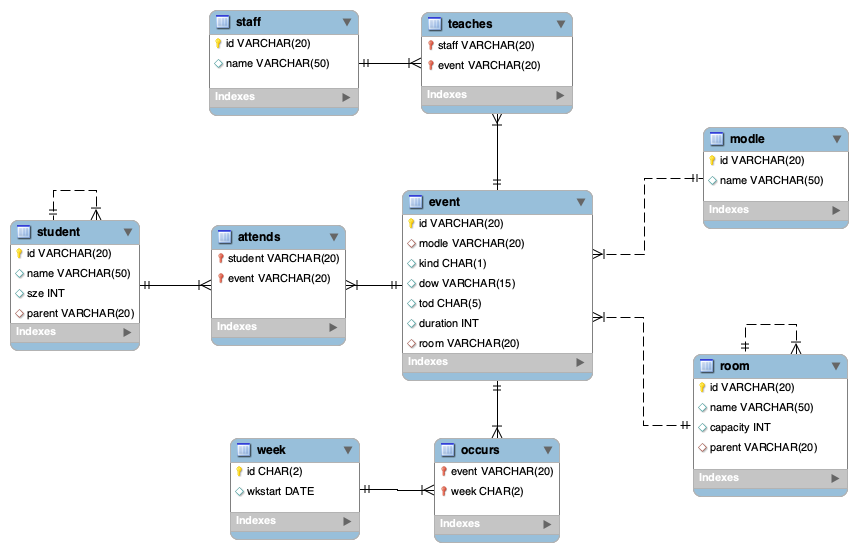 staff
id VARCHAR(20)
name VARCHAR(50)
Indexes
teaches
staff VARCHAR(20)
event VARCHAR(20)
Indexes
modle
id VARCHAR(20)
name VARCHAR(50)
Indexes
student
id VARCHAR(20)
name VARCHAR(50)
sze INT
parent VARCHAR(20)
Indexes
attends
student VARCHAR(20)
event VARCHAR(20)
Indexes
event
id VARCHAR(20)
modle VARCHAR(20)
kind CHAR(1)
dow VARCHAR(15)
tod CHAR(5)
duration INT
room VARCHAR(20)
Indexes
room
id VARCHAR(20)
name VARCHAR(50)
capacity INT
parent VARCHAR(20)
Indexes
week
id CHAR(2)
wkstart DATE
Indexes
occurs
event VARCHAR(20)
week CHAR(2)
Indexes